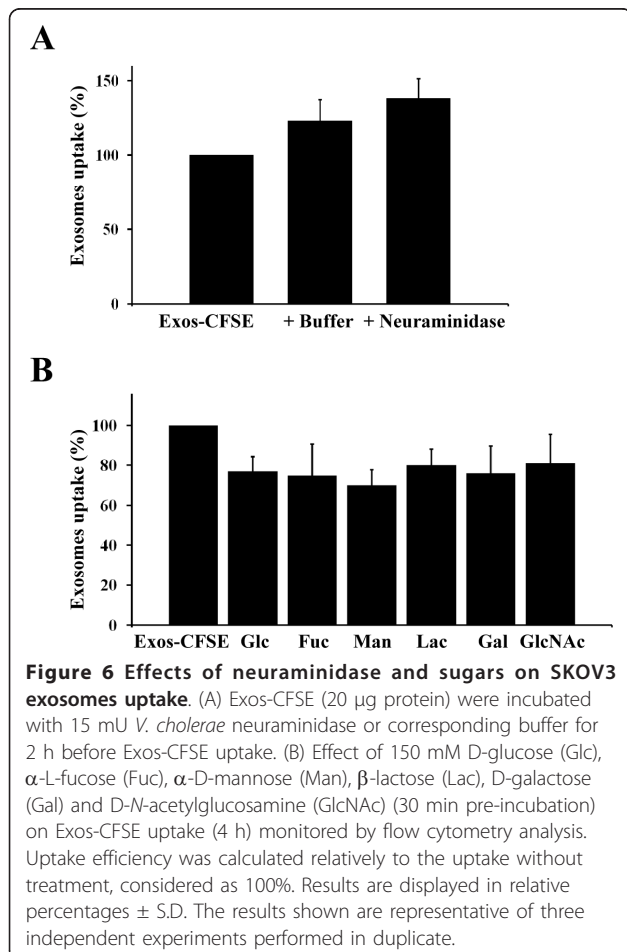 A
Exosomes uptake (%)
150
100
50
0
Exos-CFSE + Buffer + Neuraminidase
B
Exosomes uptake (%)
100
80
60
40
20
0
Exos-CFSE Glc Fuc Man Lac Gal GlcNAc
Figure 6 Effects of neuraminidase and sugars on SKOV3
exosomes uptake. (A) Exos-CFSE (20 μg protein) were incubated
with 15 mU V. cholerae neuraminidase or corresponding buffer for
2 h before Exos-CFSE uptake. (B) Effect of 150 mM D-glucose (Glc),
α-L-fucose (Fuc), α-D-mannose (Man), β-lactose (Lac), D-galactose
(Gal) and D-N-acetylglucosamine (GlcNAc) (30 min pre-incubation)
on Exos-CFSE uptake (4 h) monitored by flow cytometry analysis.
Uptake efficiency was calculated relatively to the uptake without
treatment, considered as 100%. Results are displayed in relative
percentages ± S.D. The results shown are representative of three
independent experiments performed in duplicate.